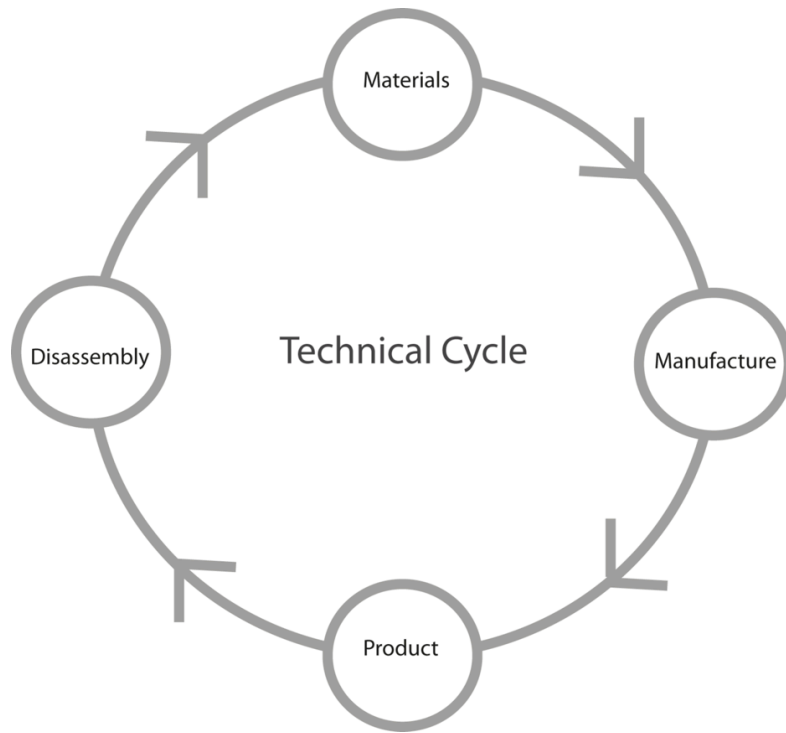 Materials
Disassembly
Technical Cycle
Manufacture
Product